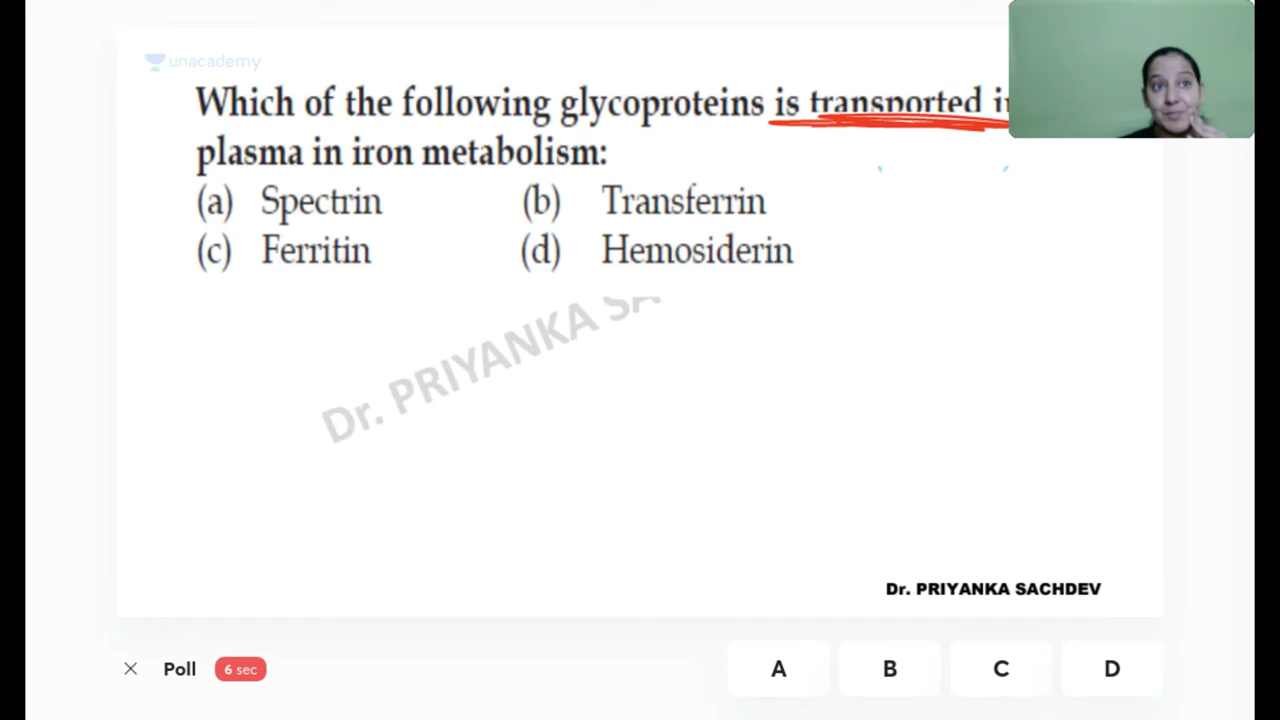 unacademy
Which of the following glycoproteins is transported
plasma in iron metabolism:
(a) Spectrin (b) Transferrin
(c) Ferritin (d) Hemosiderin
Dr. PRIYANKA
Dr. PRIYANKA SACHDEV
Poll 6 sec A B C D